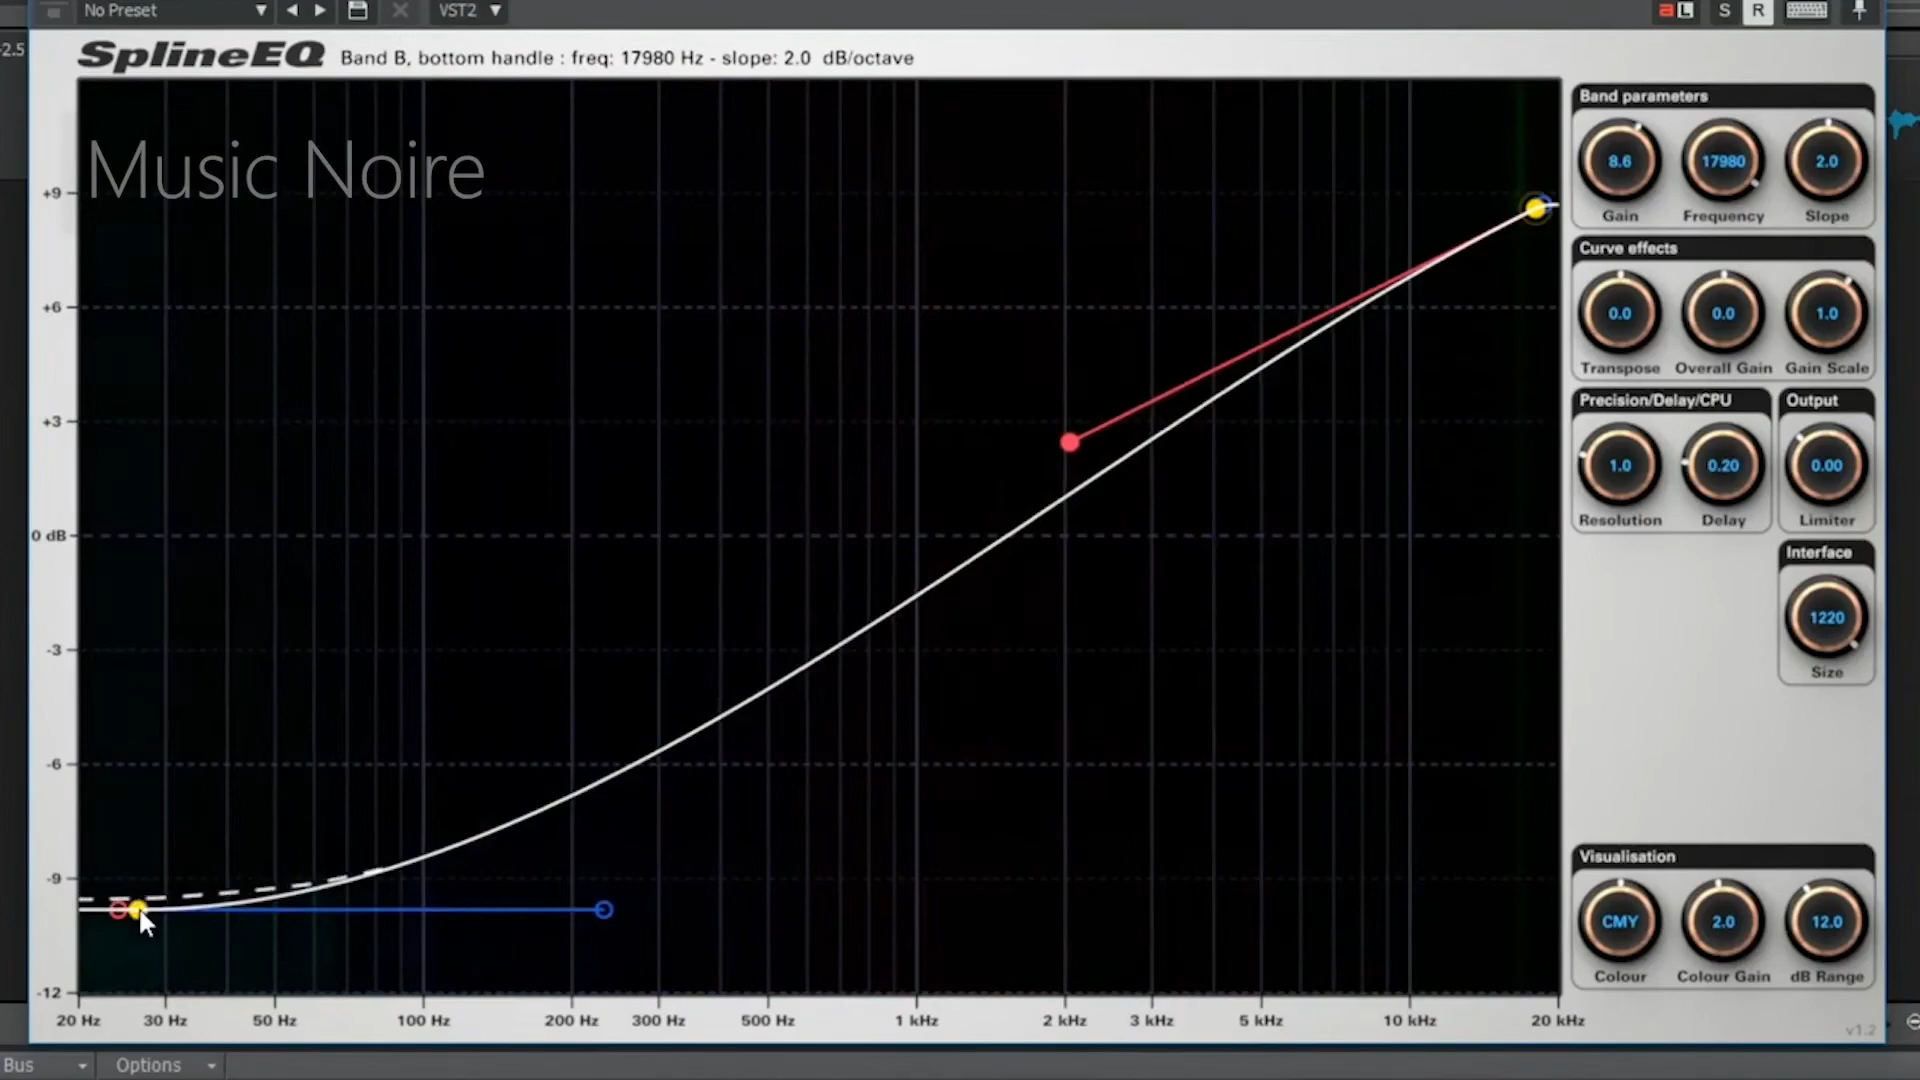 No Preset
VST2
a L S R
-2.5
SplineEQ Band B, bottom handle : freq: 17980 Hz - slope: 2.0 dB/octave
Music Noire
+9
+6
+3
0 dB
-3
-6
-9
-12
20 Hz 30 Hz 50 Hz 100 Hz 200 Hz 300 Hz 500 Hz 1 kHz 2 kHz 3 kHz 5 kHz 10 kHz 20 kHz
Band parameters
8.6 17980 2.0
Gain Frequency Slope
Curve effects
0.0 0.0 1.0
Transpose Overall Gain Gain Scale
Precision/Delay/CPU Output
1.0 0.20 0.00
Resolution Delay Limiter
Interface
1220
Size
Visualisation
CMY 2.0 12.0
Colour Colour Gain dB Range
v1.2
Bus Options